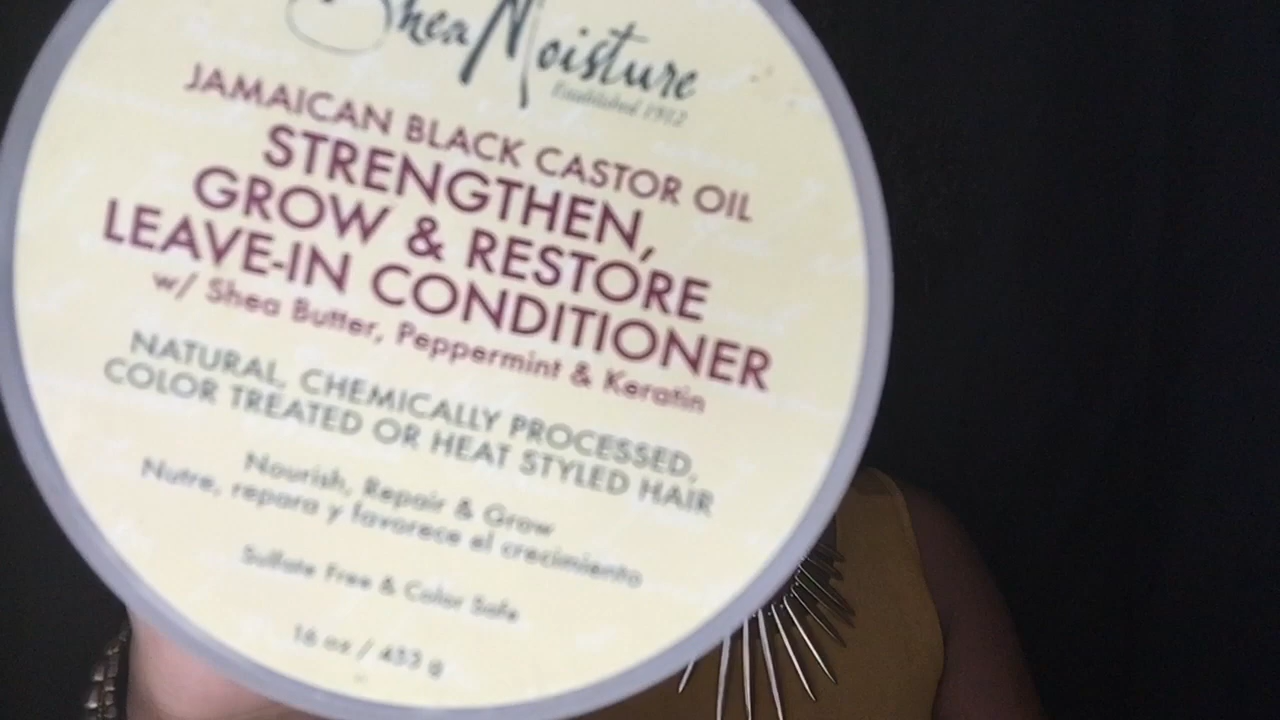 SheaMoisture
Established 1912
JAMAICAN BLACK CASTOR OIL
STRENGTHEN,
GROW & RESTORE
LEAVE-IN CONDITIONER
w/ Shea Butter, Peppermint & Keratin
NATURAL, CHEMICALLY PROCESSED,
COLOR TREATED OR HEAT STYLED HAIR
Nourish, Repair & Grow
Nutre, repara y favorece el crecimiento
Sulfate Free & Color Safe
16 oz / 453 g